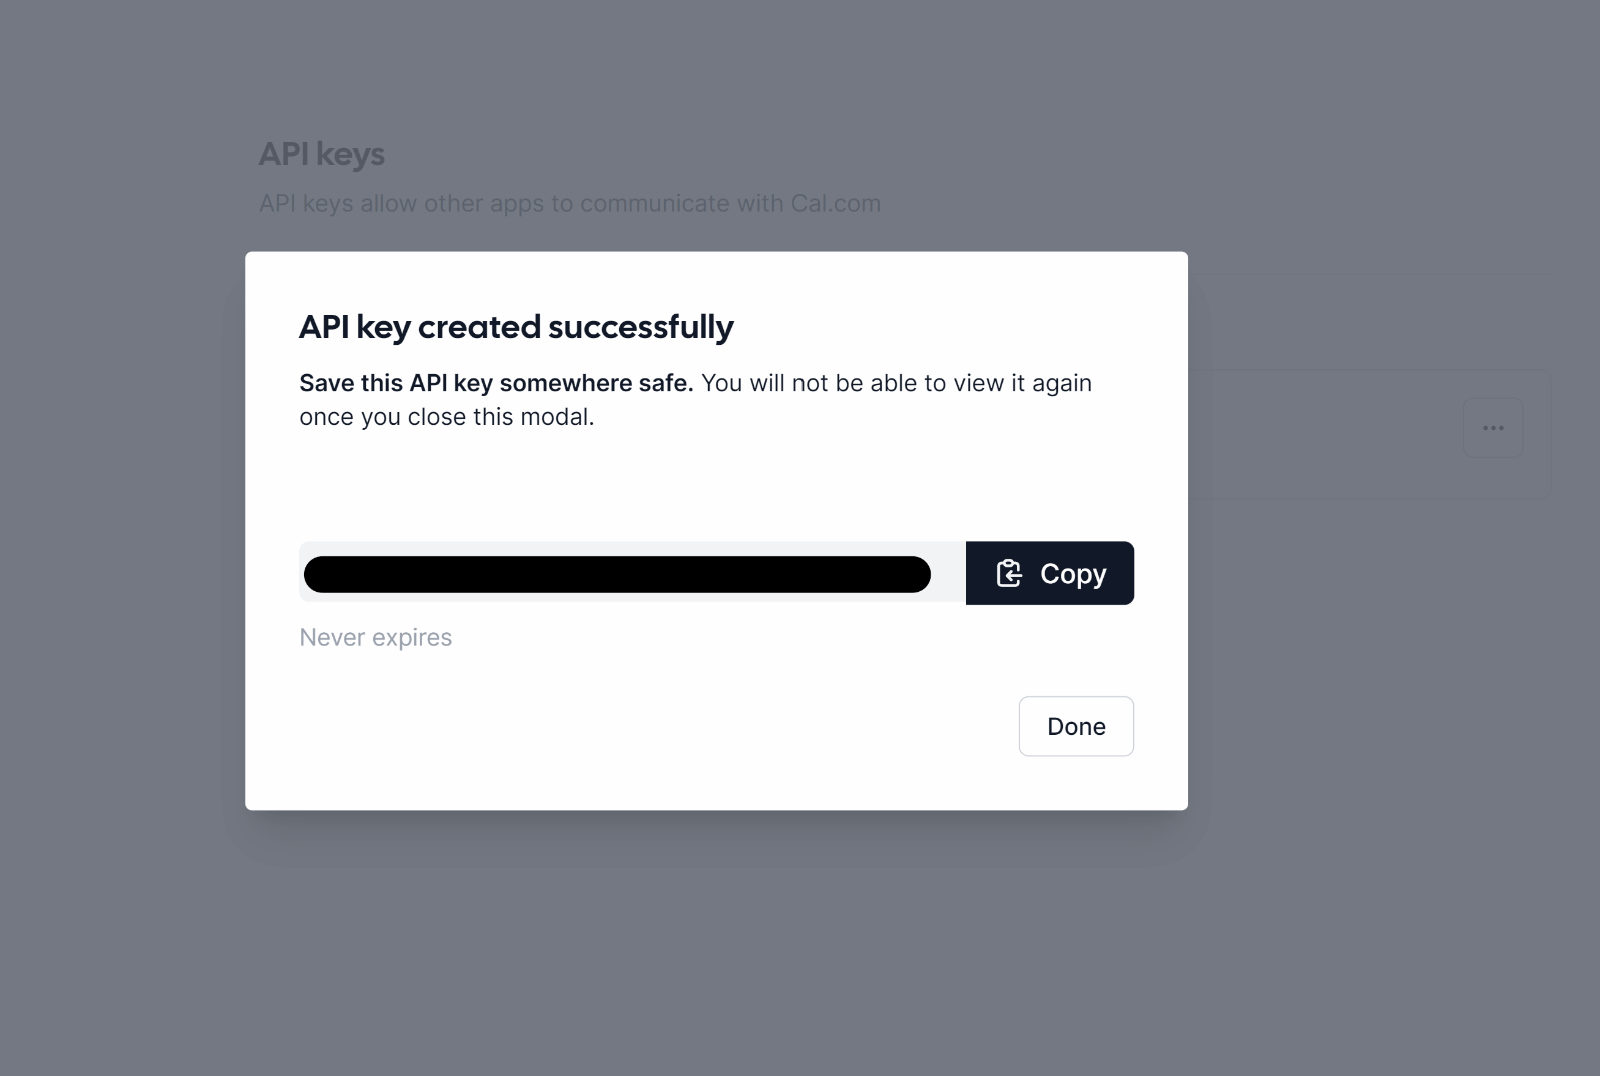 API keys
API keys allow other apps to communicate with Cal.com
API key created successfully
Save this API key somewhere safe. You will not be able to view it again
once you close this modal.
Copy
Never expires
Done